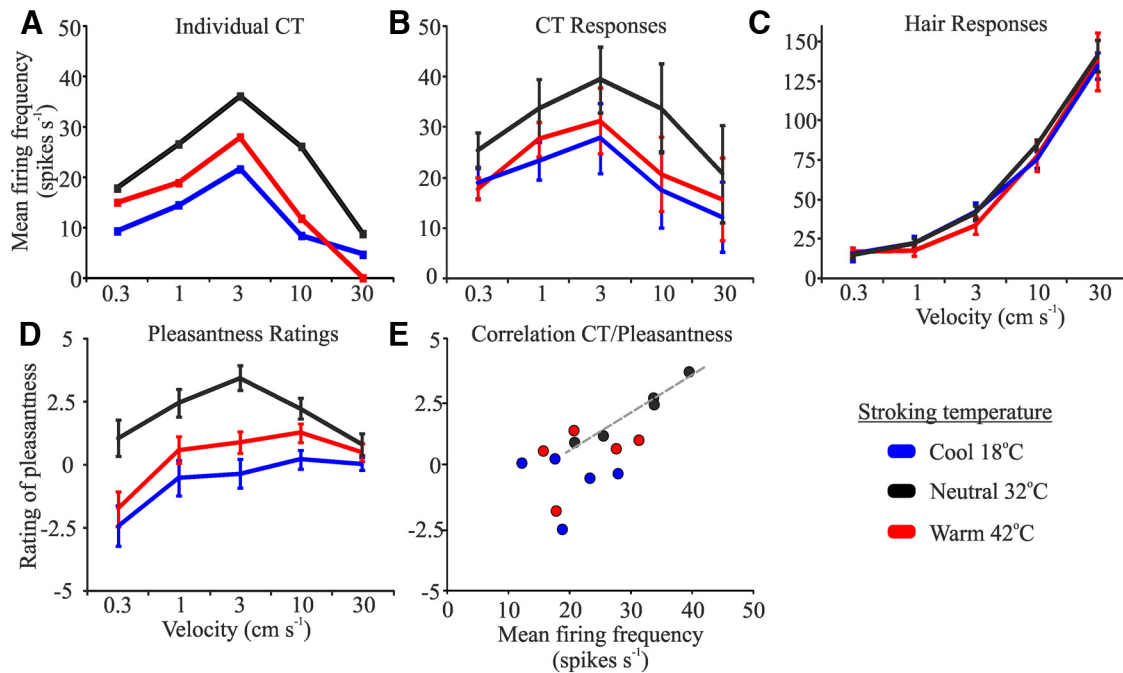 A
Individual CT
50
40
30
20
10
0
Mean firing frequency
(spikes s⁻¹)
0.3 1 3 10 30
B
CT Responses
50
40
30
20
10
0
0.3 1 3 10 30
C
Hair Responses
150
125
100
75
50
25
0
0.3 1 3 10 30
Velocity (cm s⁻¹)
D
Pleasantness Ratings
5
2.5
0
-2.5
-5
Rating of pleasantness
0.3 1 3 10 30
Velocity (cm s⁻¹)
E
Correlation CT/Pleasantness
5
2.5
0
-2.5
-5
0 10 20 30 40 50
Mean firing frequency
(spikes s⁻¹)
Stroking temperature
Cool 18°C
Neutral 32°C
Warm 42°C